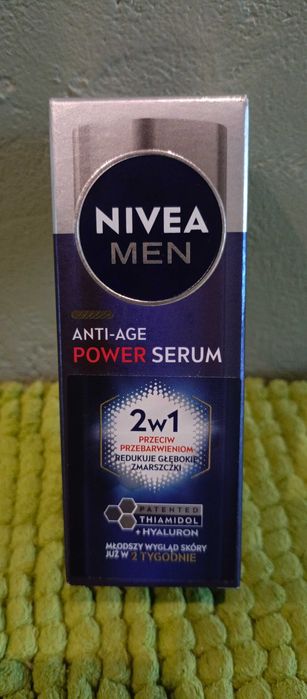 NIVEA
MEN
ANTI-AGE
POWER SERUM
2w1
PRZECIW
PRZEBARWIENIOM
REDUKUJE GŁĘBOKIE
ZMARSZCZKI
PATENTED
THIAMIDOL
+ HYALURON
MŁODSZY WYGLĄD SKÓRY
JUŻ W 2 TYGODNIE